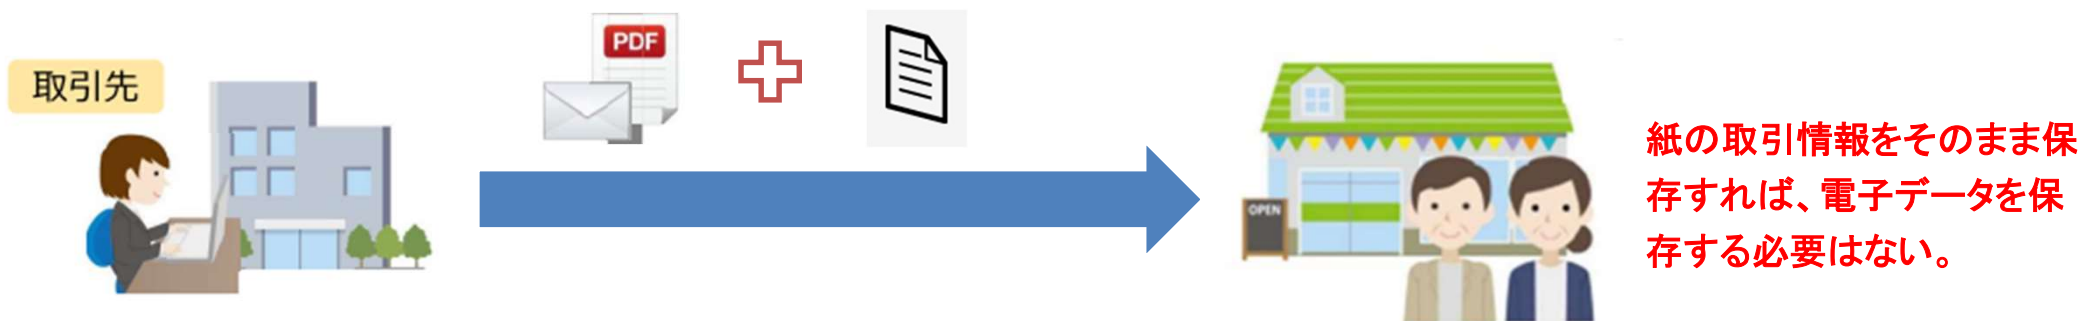 取引先
PDF
OPEN
紙の取引情報をそのまま保
存すれば、電子データを保
存する必要はない。